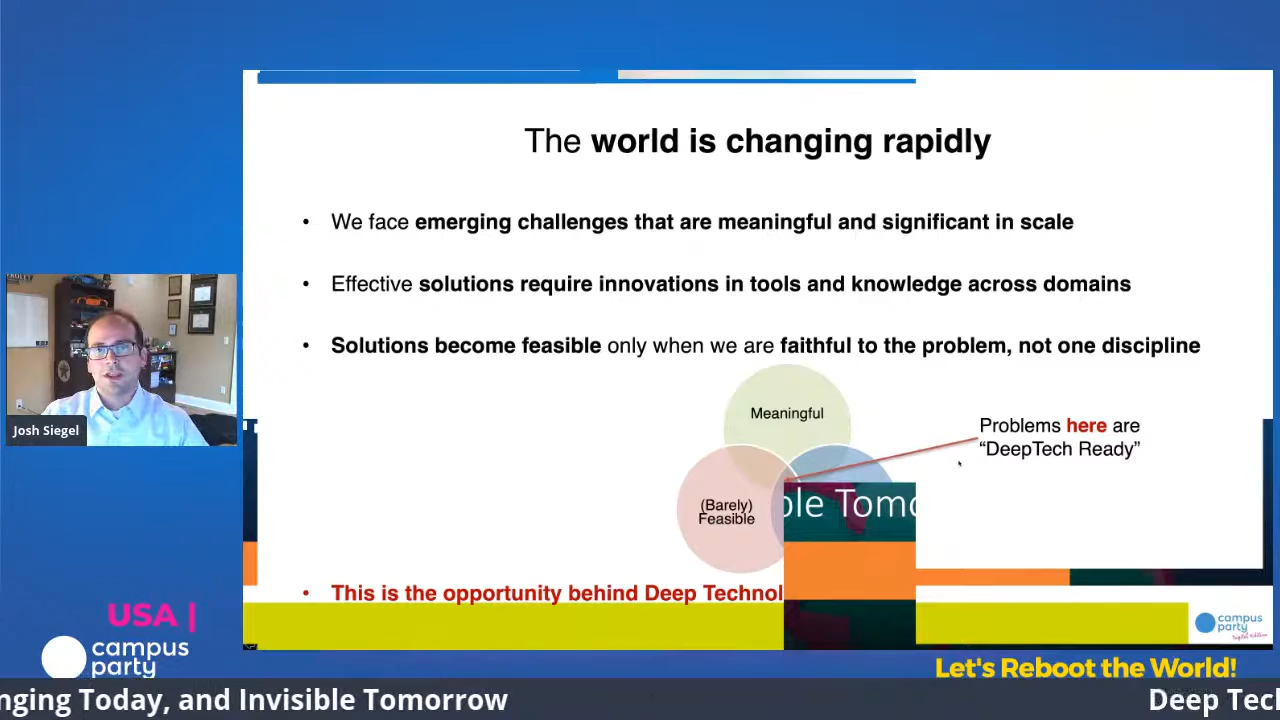 The world is changing rapidly
• We face emerging challenges that are meaningful and significant in scale
• Effective solutions require innovations in tools and knowledge across domains
• Solutions become feasible only when we are faithful to the problem, not one discipline
Meaningful
Problems here are
“DeepTech Ready”
(Barely)
Feasible
ble Tomo
• This is the opportunity behind Deep Technol
Josh Siegel
USA |
campus
party
campus
party
Digital Edition
Let's Reboot the World!
nging Today, and Invisible Tomorrow
Deep Tech